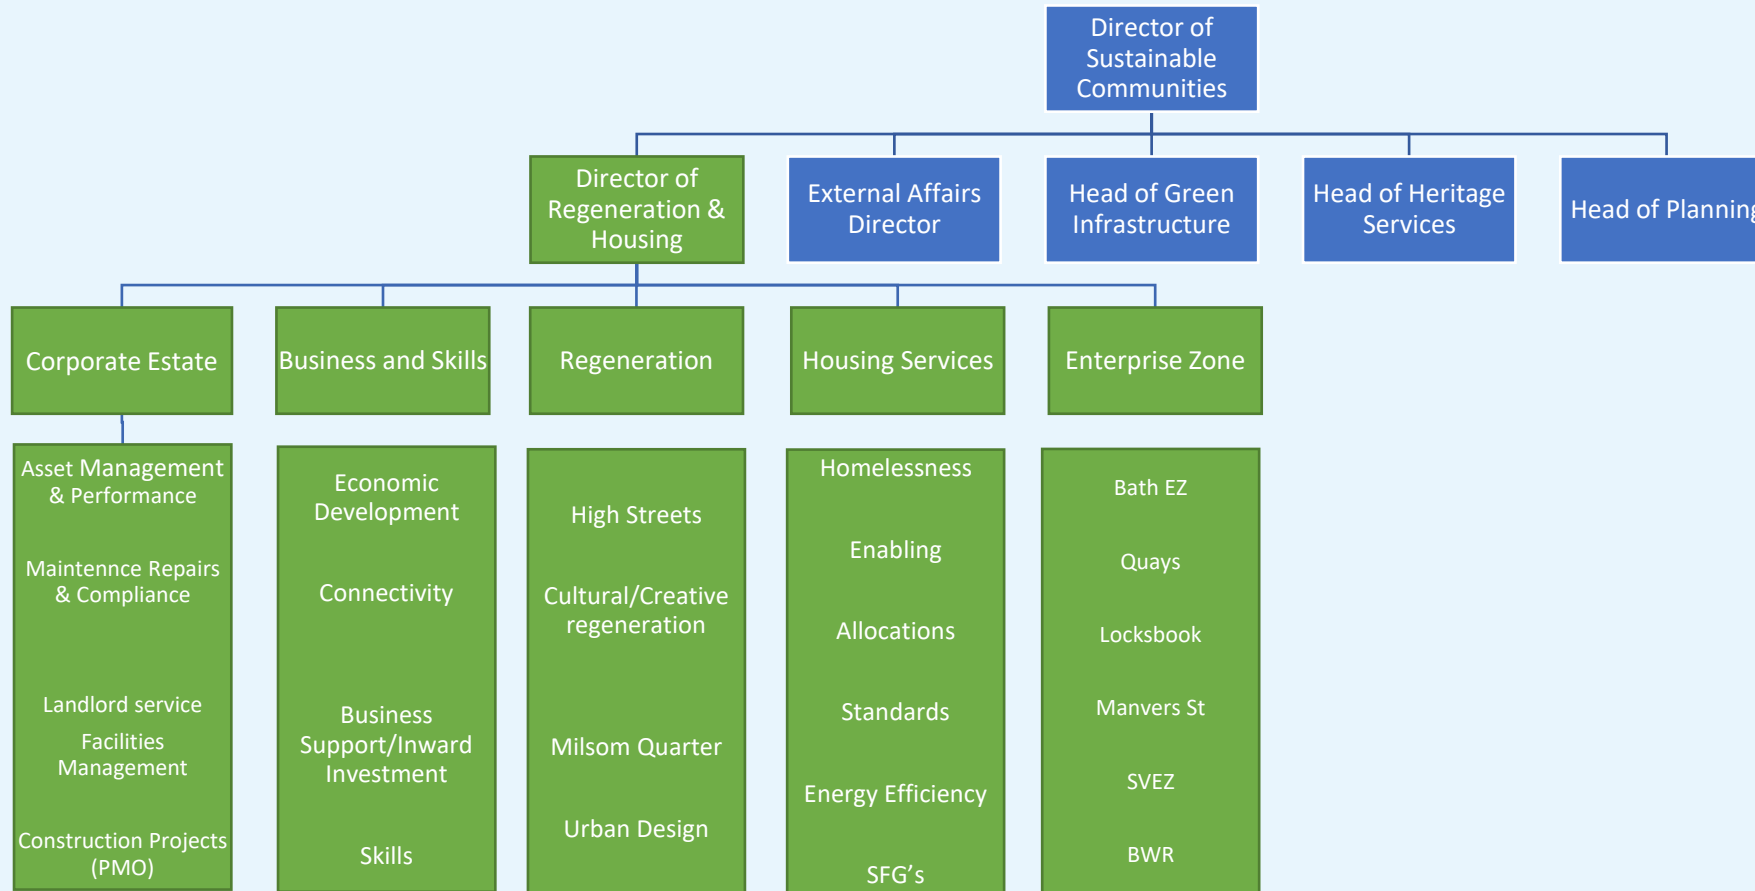 Director of
Sustainable
Communities
Director of
Regeneration &
Housing
External Affairs
Director
Head of Green
Infrastructure
Head of Heritage
Services
Head of Planning
Corporate Estate
Business and Skills
Regeneration
Housing Services
Enterprise Zone
Asset Management
& Performance
Maintennce Repairs
& Compliance
Landlord service
Facilities
Management
Construction Projects
(PMO)
Economic
Development
Connectivity
Business
Support/Inward
Investment
Skills
High Streets
Cultural/Creative
regeneration
Milsom Quarter
Urban Design
Homelessness
Enabling
Allocations
Standards
Energy Efficiency
SFG's
Bath EZ
Quays
Locksbook
Manvers St
SVEZ
BWR